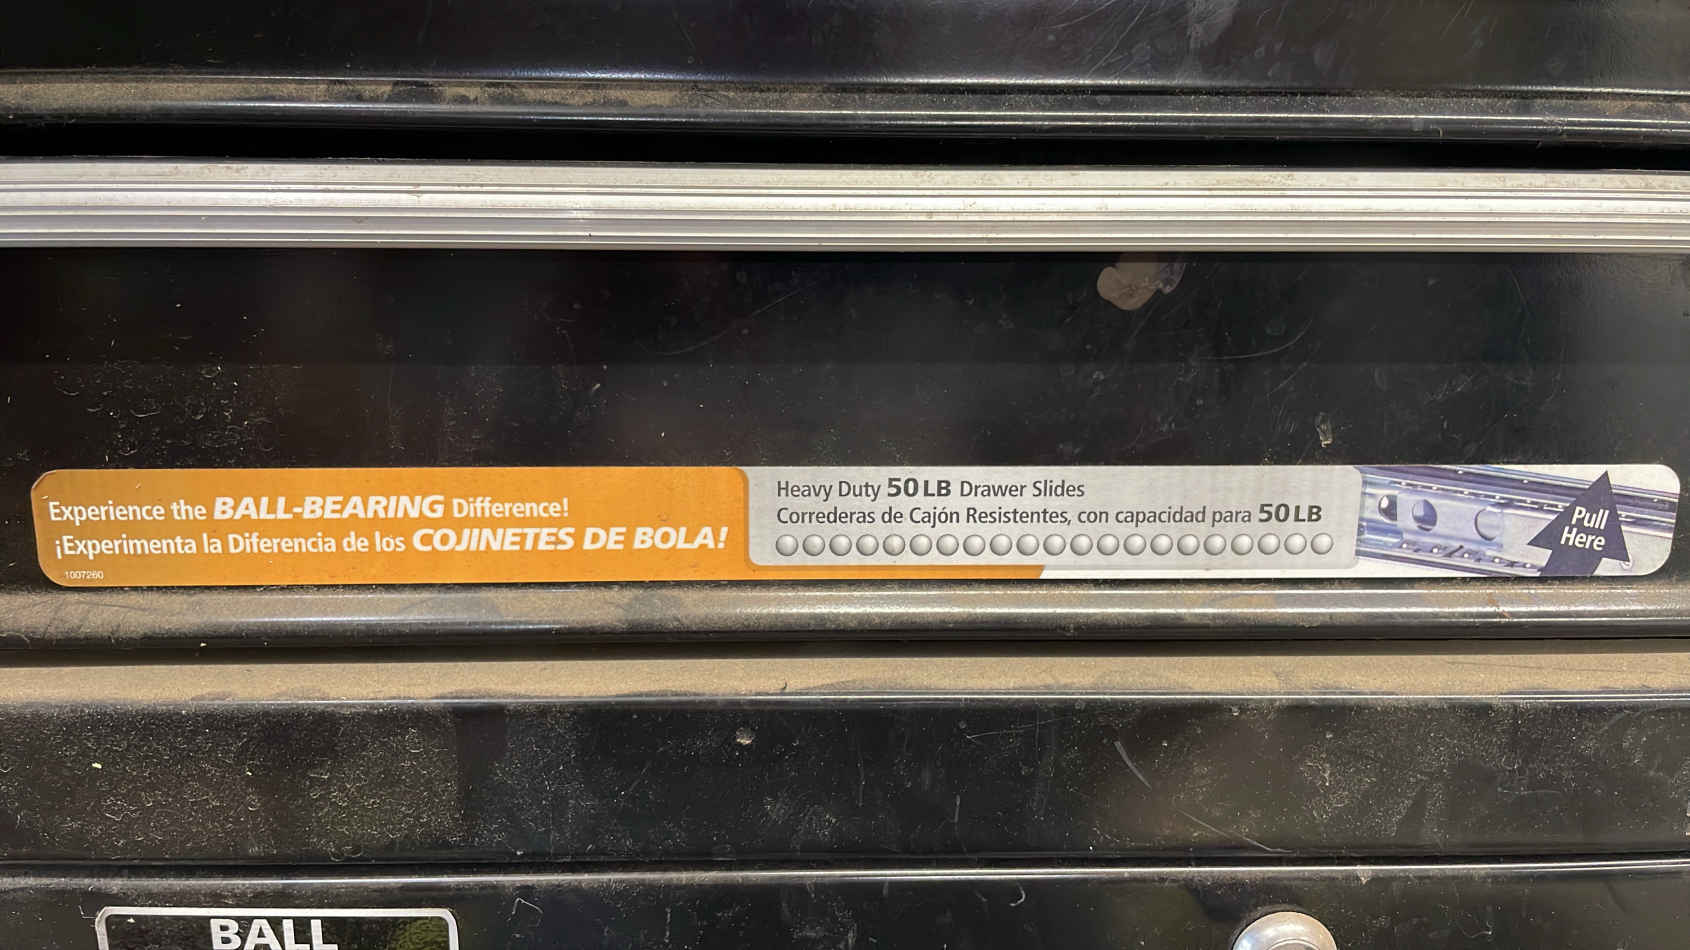 Experience the BALL-BEARING Difference!
¡Experimenta la Diferencia de los COJINETES DE BOLA!
1007260
Heavy Duty 50 LB Drawer Slides
Correderas de Cajón Resistentes, con capacidad para 50 LB
Pull
Here
BALL